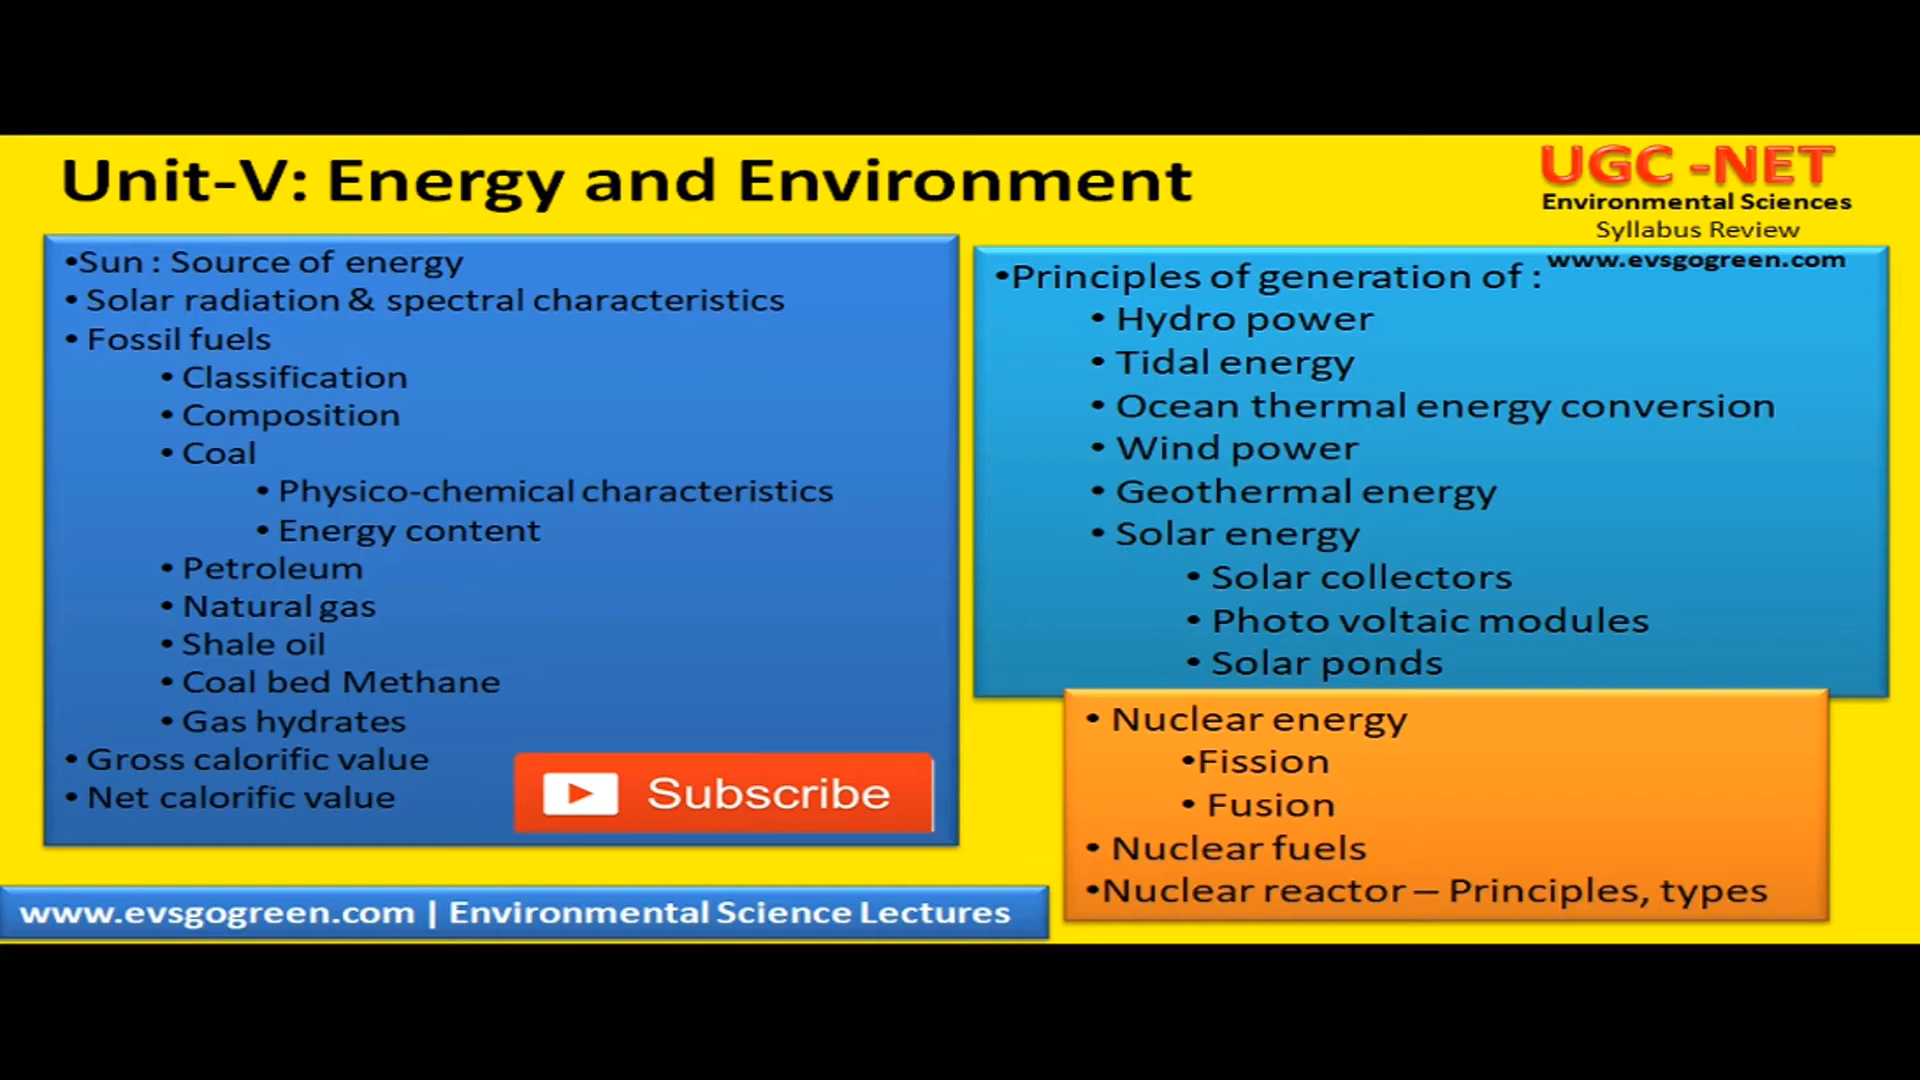 Unit-V: Energy and Environment
UGC -NET
Environmental Sciences
Syllabus Review
www.evsgogreen.com
•Sun : Source of energy
• Solar radiation & spectral characteristics
• Fossil fuels
• Classification
• Composition
• Coal
• Physico-chemical characteristics
• Energy content
• Petroleum
• Natural gas
• Shale oil
• Coal bed Methane
• Gas hydrates
• Gross calorific value
• Net calorific value
Subscribe
•Principles of generation of :
• Hydro power
• Tidal energy
• Ocean thermal energy conversion
• Wind power
• Geothermal energy
• Solar energy
• Solar collectors
• Photo voltaic modules
• Solar ponds
• Nuclear energy
•Fission
• Fusion
• Nuclear fuels
•Nuclear reactor – Principles, types
www.evsgogreen.com | Environmental Science Lectures